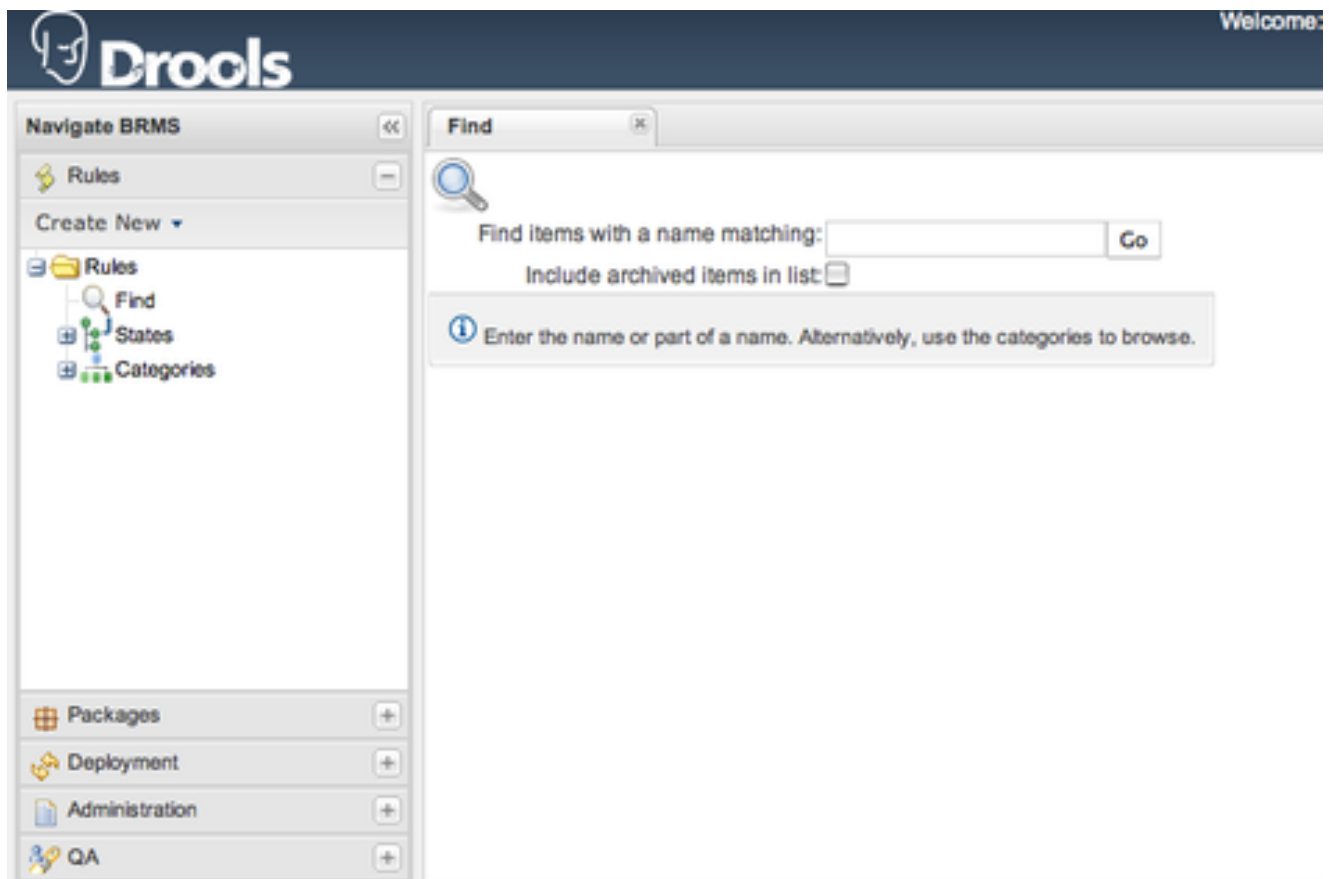 Drools
Welcome:
Navigate BRMS
Rules
Create New
Rules
Find
States
Categories
Packages
Deployment
Administration
QA
Find
Find items with a name matching:
Go
Include archived items in list:
Enter the name or part of a name. Alternatively, use the categories to browse.